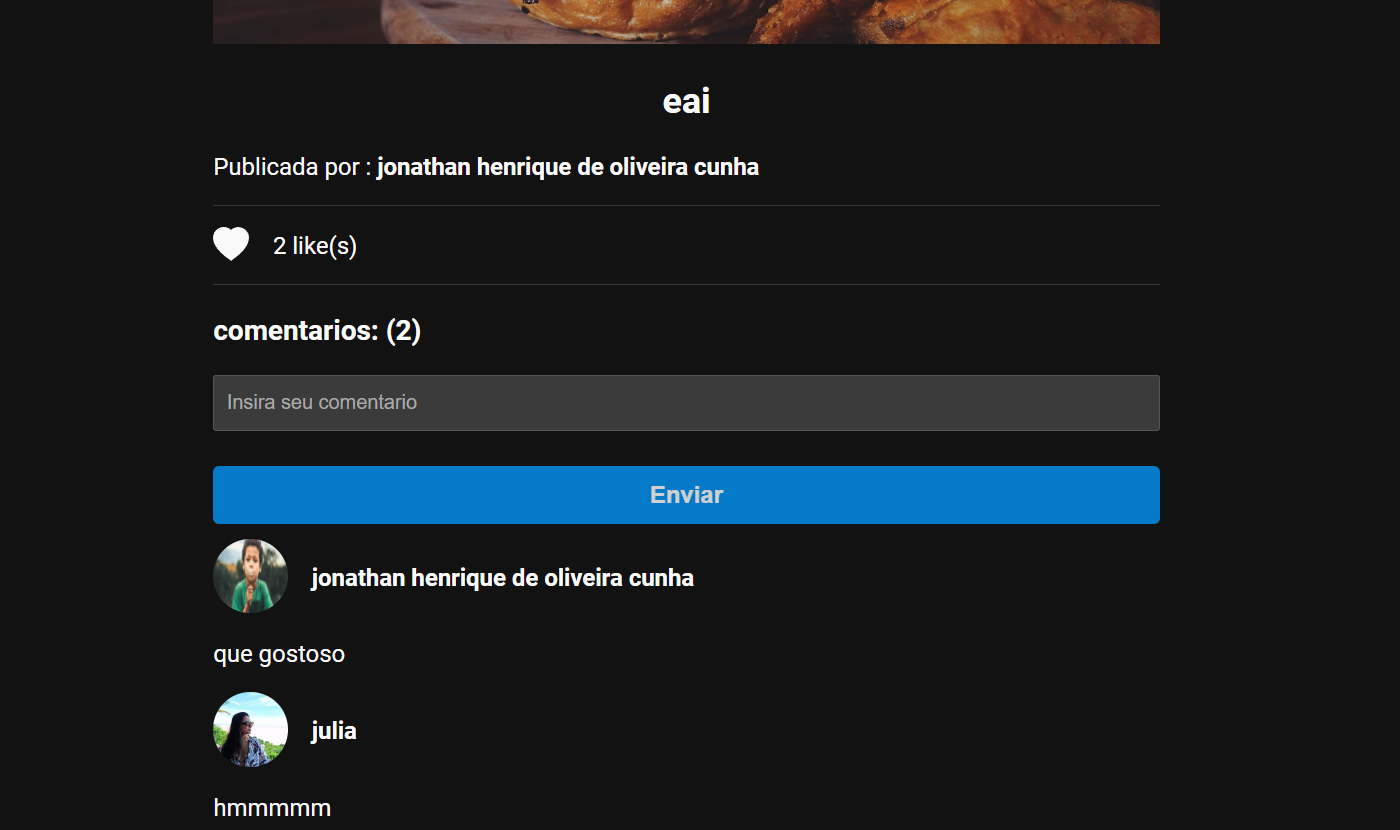 eai
Publicada por : jonathan henrique de oliveira cunha
2 like(s)
comentarios: (2)
Insira seu comentario
Enviar
jonathan henrique de oliveira cunha
que gostoso
julia
hmmmmm